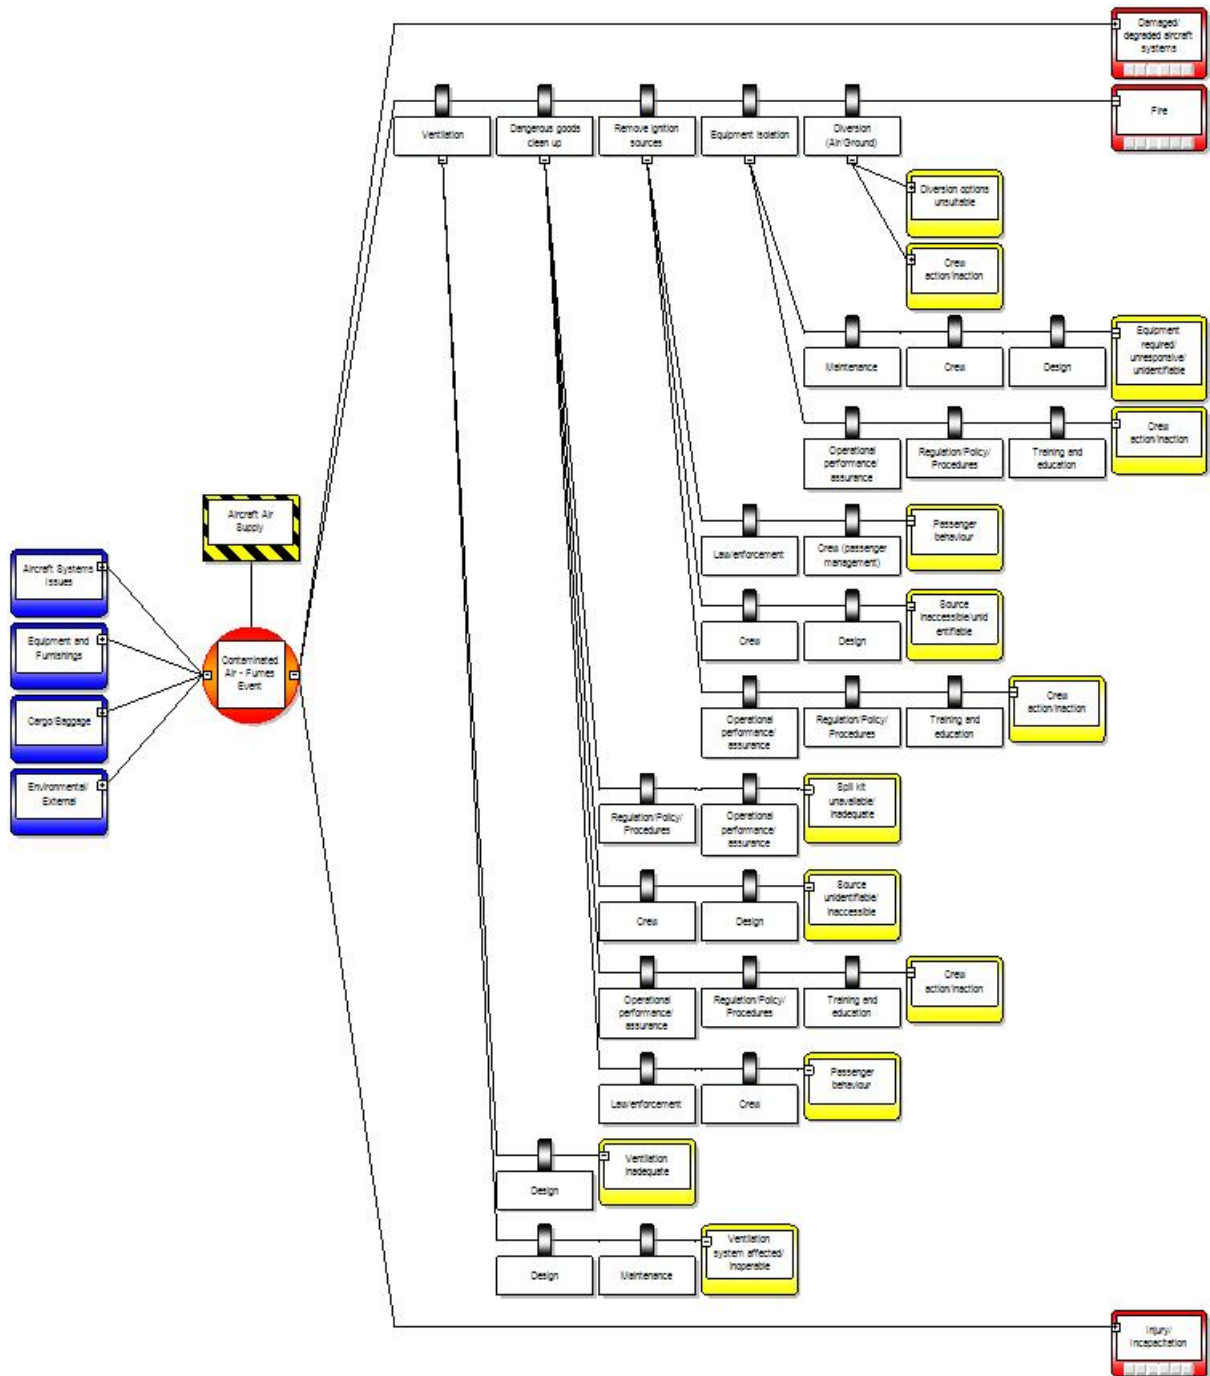 Damaged/
degraded aircraft
systems
Fire
Ventilation
Dangerous goods
clean up
Remove ignition
sources
Equipment isolation
Diversion
(Air/Ground)
Diversion options
unsuitable
Crew
action/inaction
Maintenance
Crew
Design
Equipment
required/
unresponsive/
unidentifiable
Operational
performance/
assurance
Regulation/Policy/
Procedures
Training and
education
Crew
action/inaction
Aircraft Air
Supply
Law/enforcement
Crew (passenger
management)
Passenger
behaviour
Aircraft Systems
Issues
Equipment and
Furnishings
Cargo/Baggage
Environmental/
External
Contaminated
Air - Fumes
Event
Crew
Design
Source
inaccessible/unid
entifiable
Operational
performance/
assurance
Regulation/Policy/
Procedures
Training and
education
Crew
action/inaction
Regulation/Policy/
Procedures
Operational
performance/
assurance
Spill kit
unavailable/
inadequate
Crew
Design
Source
unidentifiable/
inaccessible
Operational
performance/
assurance
Regulation/Policy/
Procedures
Training and
education
Crew
action/inaction
Law/enforcement
Crew
Passenger
behaviour
Design
Ventilation
inadequate
Design
Maintenance
Ventilation
system affected/
inoperable
Injury/
Incapacitation